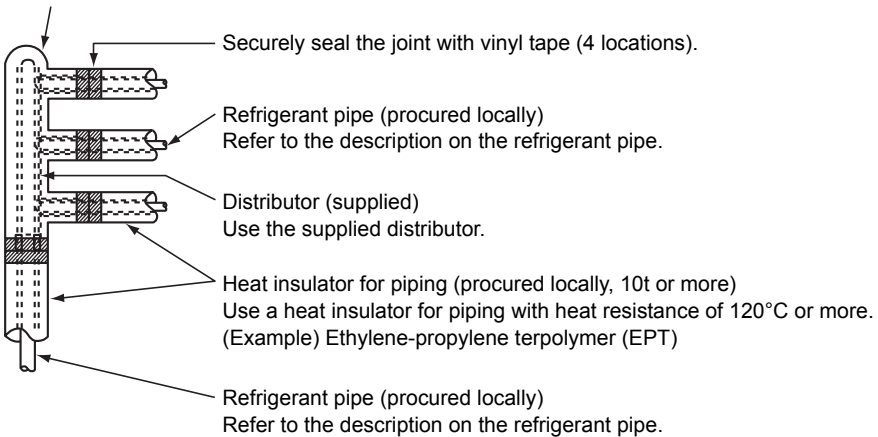 Securely seal the joint with vinyl tape (4 locations).
Refrigerant pipe (procured locally)
Refer to the description on the refrigerant pipe.
Distributor (supplied)
Use the supplied distributor.
Heat insulator for piping (procured locally, 10t or more)
Use a heat insulator for piping with heat resistance of 120°C or more.
(Example) Ethylene-propylene terpolymer (EPT)
Refrigerant pipe (procured locally)
Refer to the description on the refrigerant pipe.